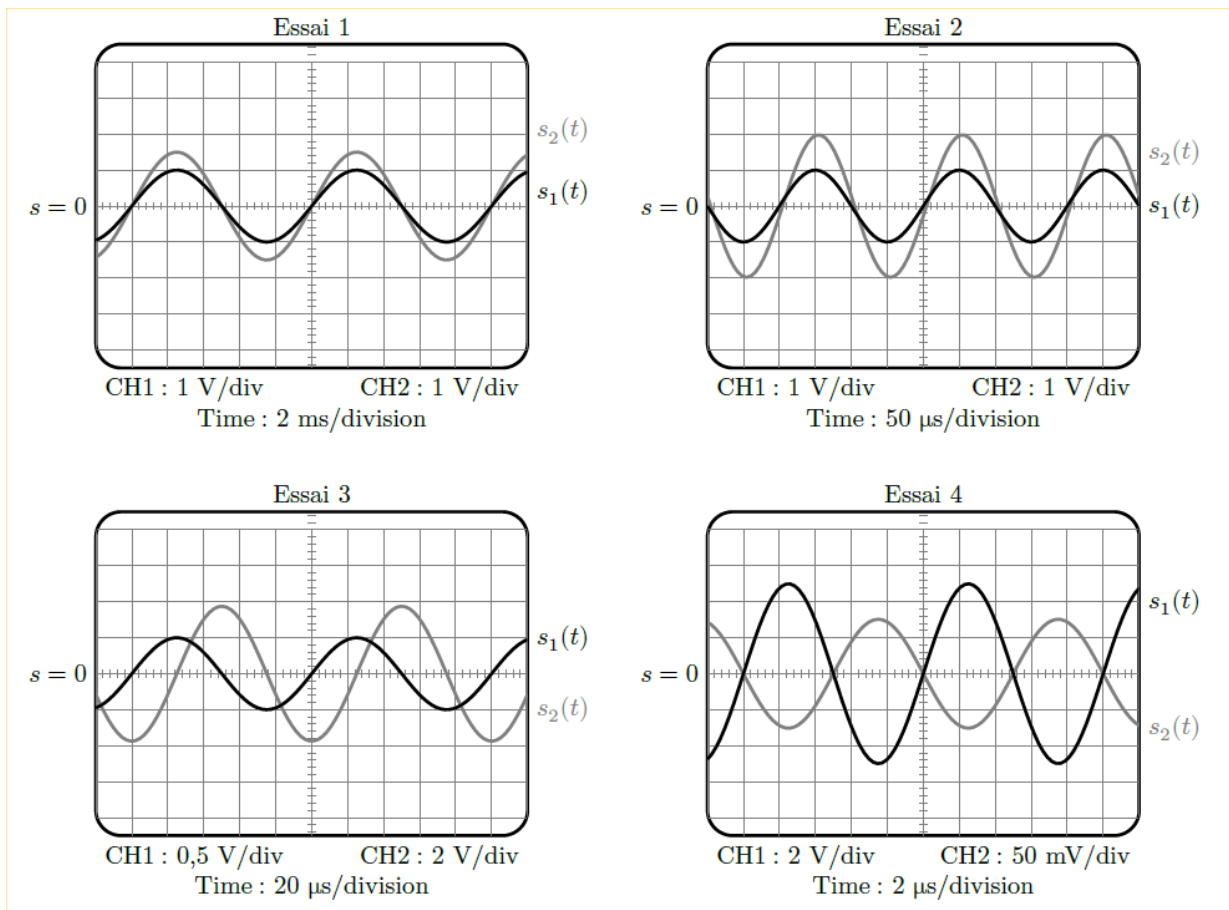 Essai 1
s₂(t)
s₁(t)
s = 0
CH1 : 1 V/div CH2 : 1 V/div
Time : 2 ms/division
Essai 2
s₂(t)
s₁(t)
CH1 : 1 V/div CH2 : 1 V/div
Time : 50 µs/division
Essai 3
s₁(t)
s = 0
s₂(t)
CH1 : 0,5 V/div CH2 : 2 V/div
Time : 20 µs/division
Essai 4
s₁(t)
s = 0
s₂(t)
CH1 : 2 V/div CH2 : 50 mV/div
Time : 2 µs/division